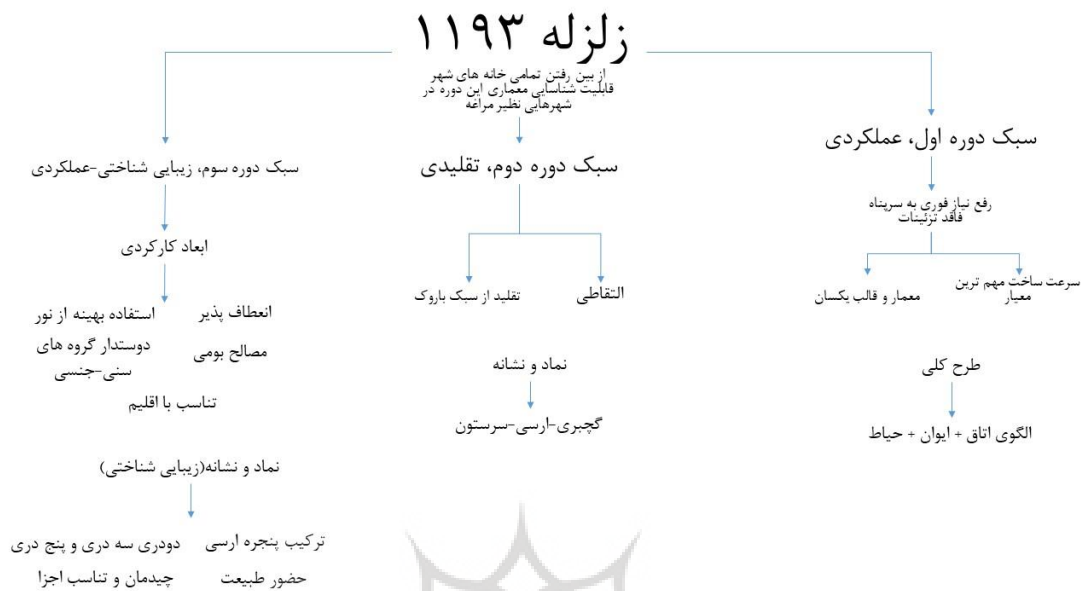 زلزله ۱۱۹۳
از بین رفتن تمامی خانه های شهر
قابلیت شناسایی معماری این دوره در
شهرهایی نظیر مراغه
سبک دوره اول، عملکردی
رفع نیاز فوری به سرپناه
فاقد تزئینات
سرعت ساخت مهم ترین
معیار
معمار و قالب یکسان
طرح کلی
الگوی اتاق + ایوان + حیاط
سبک دوره دوم، تقلیدی
التقاطی
تقلید از سبک باروک
نماد و نشانه
گچبری-ارسی-سرستون
سبک دوره سوم، زیبایی شناختی-عملکردی
ابعاد کارکردی
انعطاف پذیر
استفاده بهینه از نور
مصالح بومی
دوستدار گروه های
سنی-جنسی
تناسب با اقلیم
نماد و نشانه(زیبایی شناختی)
ترکیب پنجره ارسی
دودری سه دری و پنج دری
حضور طبیعت
چیدمان و تناسب اجزا